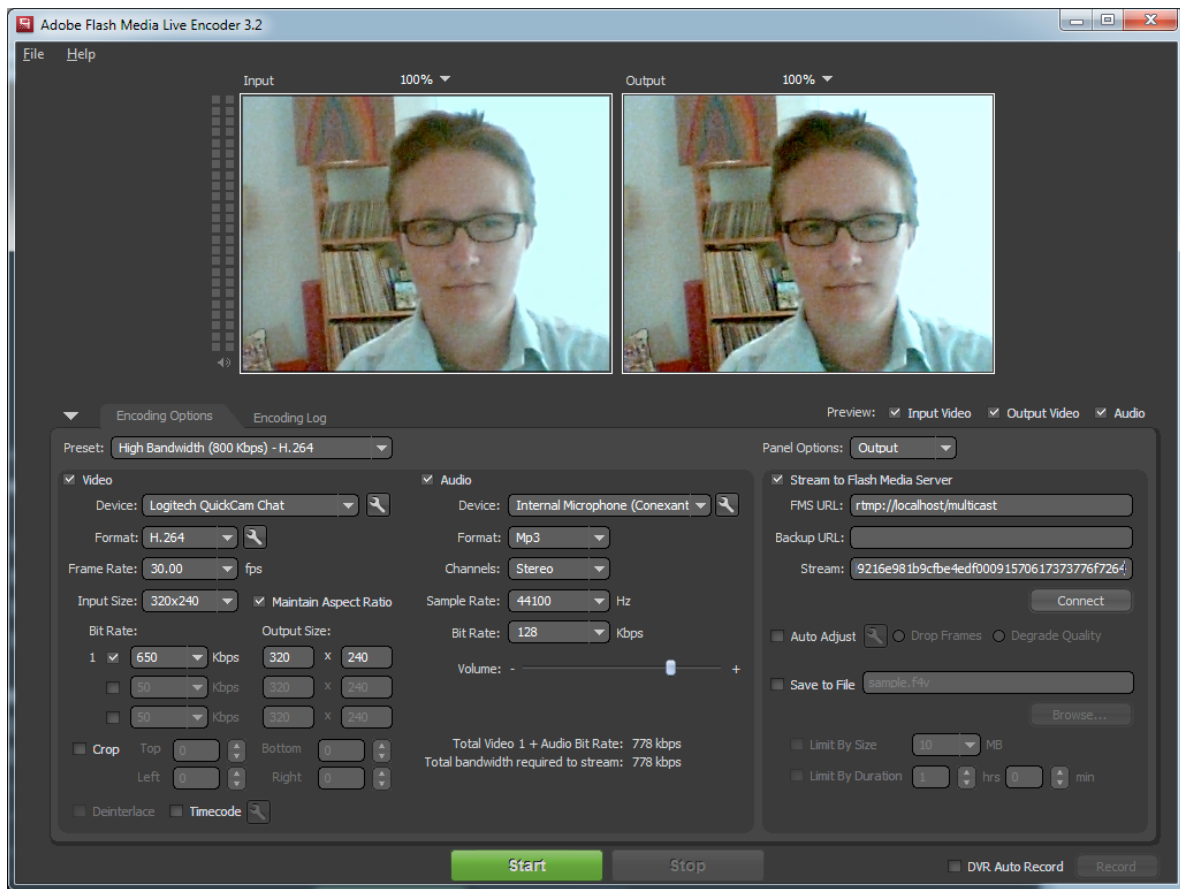 Adobe Flash Media Live Encoder 3.2
File Help
Input 100% Output 100%
Encoding Options Encoding Log Preview: Input Video Output Video Audio
Preset: High Bandwidth (800 Kbps) - H.264 Panel Options: Output
Video Audio Stream to Flash Media Server
Device: Logitech QuickCam Chat Device: Internal Microphone (Conexant FMS URL: rtmp://localhost/multicast
Format: H.264 Format: Mp3 Backup URL:
Frame Rate: 30.00 fps Channels: Stereo Stream: 9216e981b9cfbe4edf00091570617373776f7264
Input Size: 320x240 Maintain Aspect Ratio Sample Rate: 44100 Hz Connect
Bit Rate: Output Size: Bit Rate: 128 Kbps Auto Adjust Drop Frames Degrade Quality
1 650 Kbps 320 x 240 Volume: - +
50 Kbps 320 x 240 Save to File sample.f4v
50 Kbps 320 x 240 Browse...
Crop Top 0 Bottom 0 Total Video 1 + Audio Bit Rate: 778 kbps Limit By Size 10 MB
Left 0 Right 0 Total bandwidth required to stream: 778 kbps Limit By Duration 1 hrs 0 min
Deinterlace Timecode
Start Stop DVR Auto Record Record